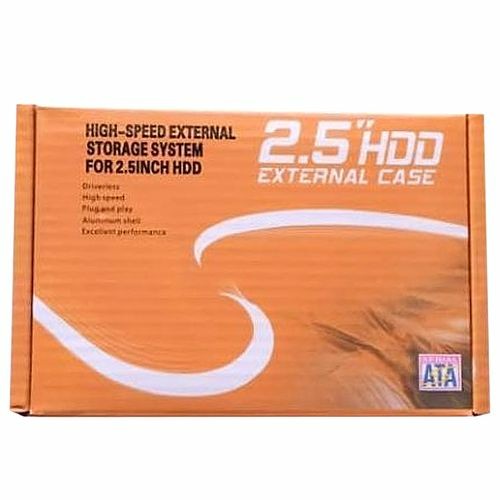 HIGH-SPEED EXTERNAL
STORAGE SYSTEM
FOR 2.5INCH HDD
Driverless
High speed
Plug and play
Aluminum shell
Excellent performance
2.5" HDD
EXTERNAL CASE
SERIAL
ATA